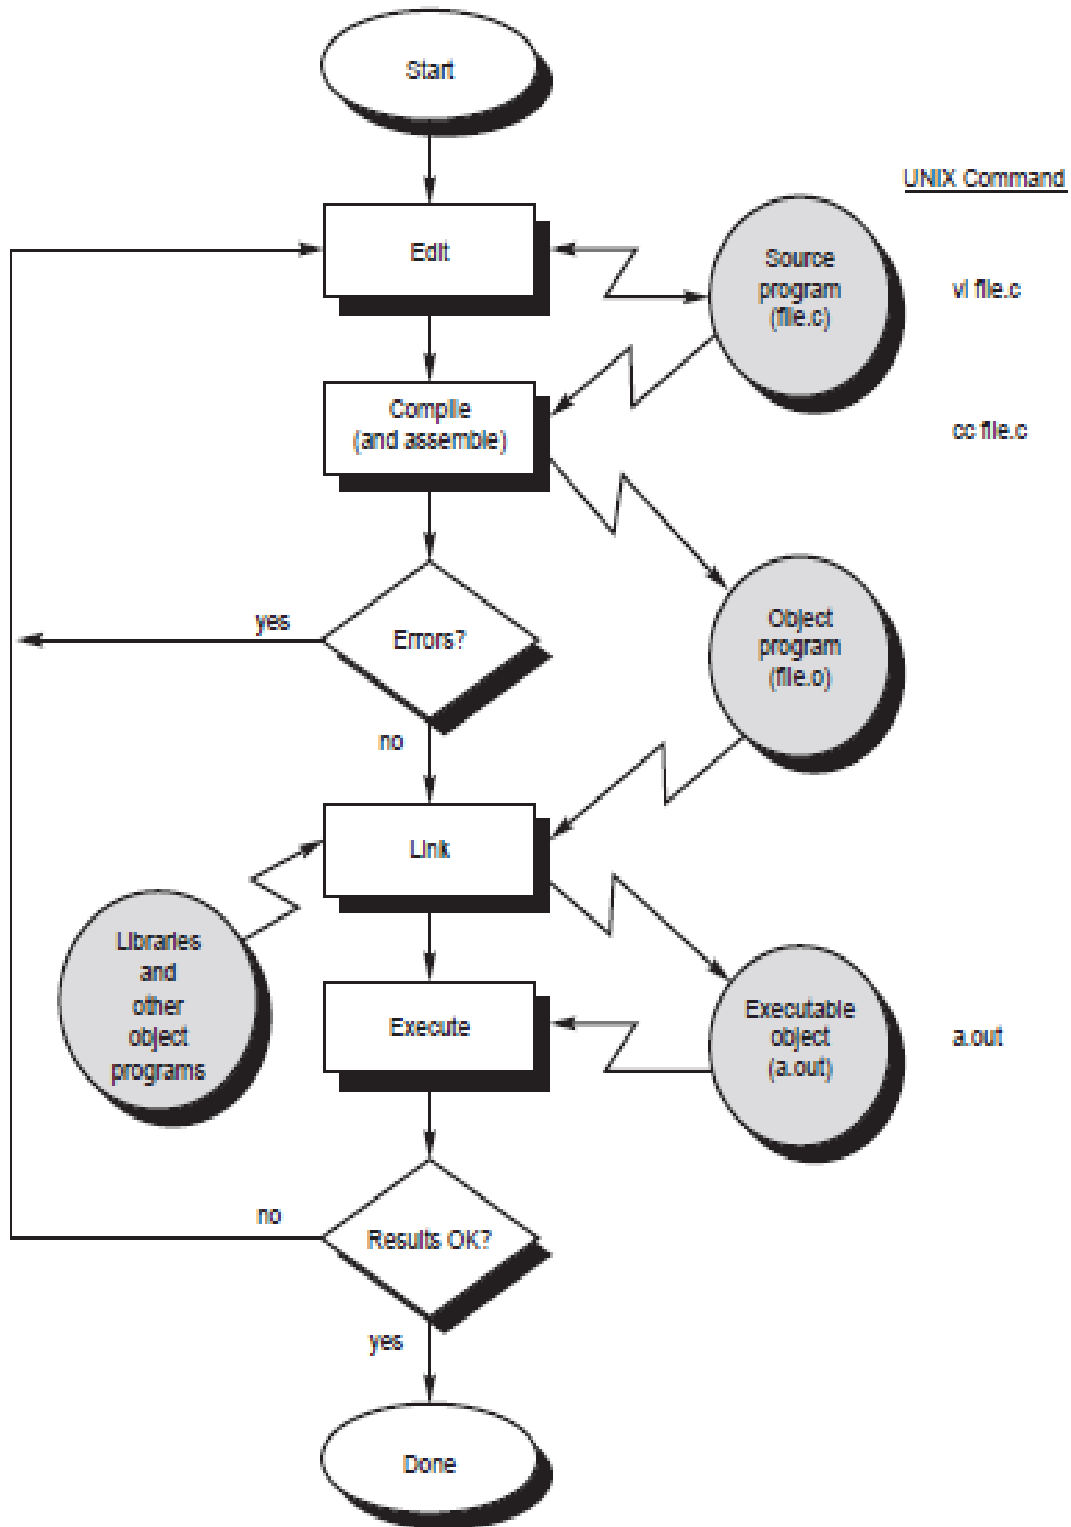 Start
UNIX Command
Edit
Source
program
(file.c)
vi file.c
Compile
(and assemble)
cc file.c
yes
Errors?
Object
program
(file.o)
no
Link
Libraries
and
other
object
programs
Execute
Executable
object
(a.out)
a.out
no
Results OK?
yes
Done